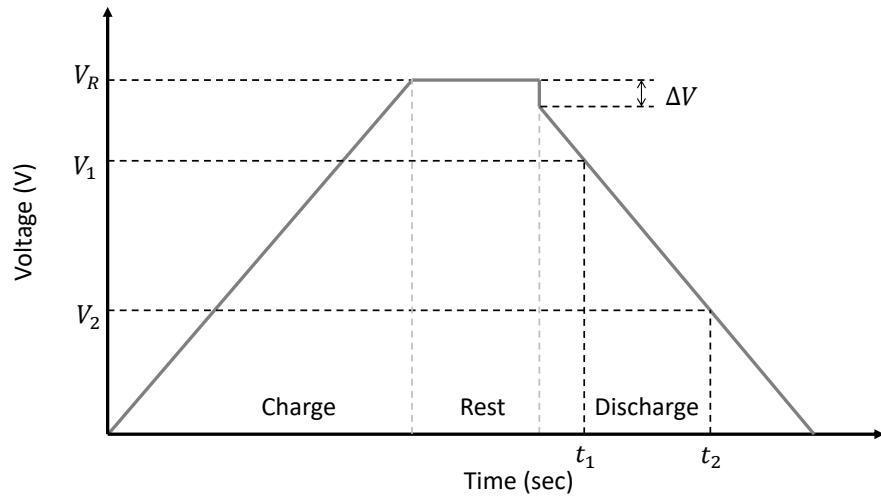 V_R
ΔV
V_1
Voltage (V)
V_2
Charge
Rest
Discharge
t_1
t_2
Time (sec)